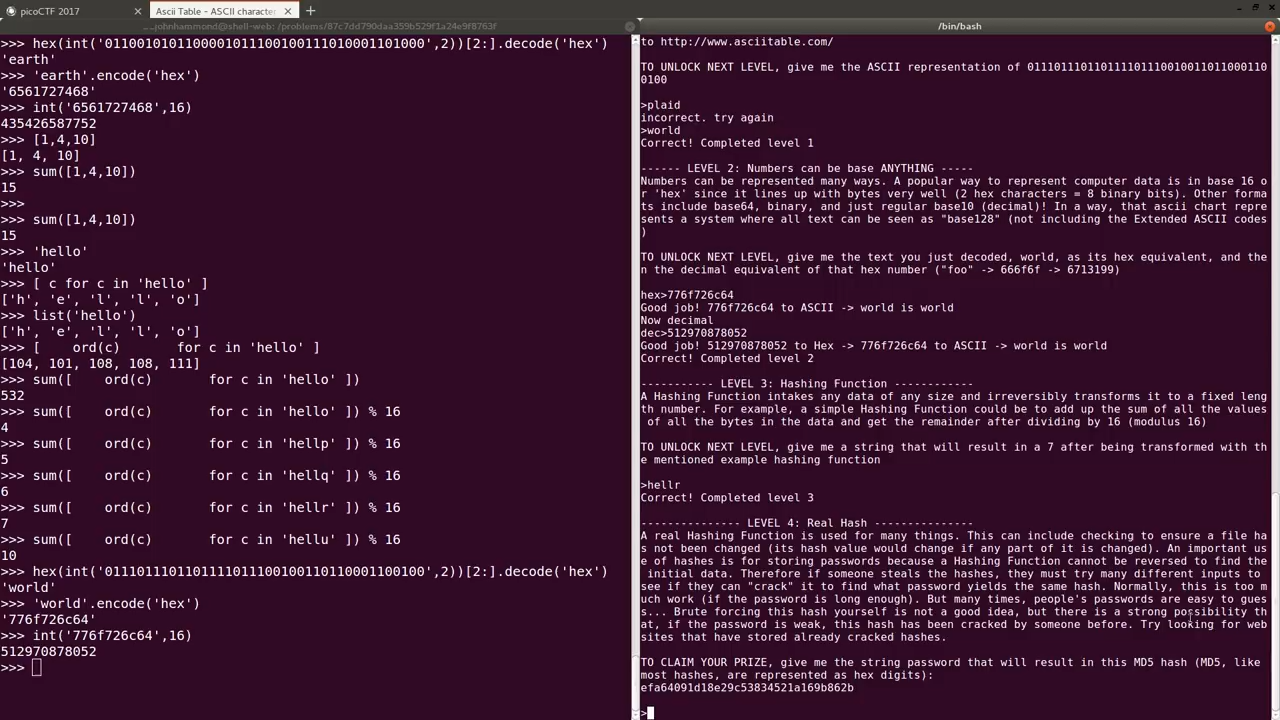 picoCTF 2017
Ascii Table - ASCII character
johnhammond@shell-web: /problems/87c7dd790daa359b529f1a24e9f8763f
>>> hex(int('0110010101100001011100100111010001101000',2))[2:].decode('hex')
'earth'
>>> 'earth'.encode('hex')
'6561727468'
>>> int('6561727468',16)
435426587752
>>> [1,4,10]
[1, 4, 10]
>>> sum([1,4,10])
15
>>>
>>> sum([1,4,10])
15
>>> 'hello'
'hello'
>>> [ c for c in 'hello' ]
['h', 'e', 'l', 'l', 'o']
>>> list('hello')
['h', 'e', 'l', 'l', 'o']
>>> [    ord(c)       for c in 'hello' ]
[104, 101, 108, 108, 111]
>>> sum([    ord(c)       for c in 'hello' ])
532
>>> sum([    ord(c)       for c in 'hello' ]) % 16
4
>>> sum([    ord(c)       for c in 'hellp' ]) % 16
5
>>> sum([    ord(c)       for c in 'hellq' ]) % 16
6
>>> sum([    ord(c)       for c in 'hellr' ]) % 16
7
>>> sum([    ord(c)       for c in 'hellu' ]) % 16
10
>>> hex(int('0111011101101111011100100110110001100100',2))[2:].decode('hex')
'world'
>>> 'world'.encode('hex')
'776f726c64'
>>> int('776f726c64',16)
512970878052
>>>
/bin/bash
to http://www.asciitable.com/
TO UNLOCK NEXT LEVEL, give me the ASCII representation of 011101110110111101110010011011000110
0100
>plaid
incorrect. try again
>world
Correct! Completed level 1
------ LEVEL 2: Numbers can be base ANYTHING -----
Numbers can be represented many ways. A popular way to represent computer data is in base 16 o
r 'hex' since it lines up with bytes very well (2 hex characters = 8 binary bits). Other forma
ts include base64, binary, and just regular base10 (decimal)! In a way, that ascii chart repre
sents a system where all text can be seen as "base128" (not including the Extended ASCII codes
)
TO UNLOCK NEXT LEVEL, give me the text you just decoded, world, as its hex equivalent, and the
n the decimal equivalent of that hex number ("foo" -> 666f6f -> 6713199)
hex>776f726c64
Good job! 776f726c64 to ASCII -> world is world
Now decimal
dec>512970878052
Good job! 512970878052 to Hex -> 776f726c64 to ASCII -> world is world
Correct! Completed level 2
----------- LEVEL 3: Hashing Function ------------
A Hashing Function intakes any data of any size and irreversibly transforms it to a fixed leng
th number. For example, a simple Hashing Function could be to add up the sum of all the values
 of all the bytes in the data and get the remainder after dividing by 16 (modulus 16)
TO UNLOCK NEXT LEVEL, give me a string that will result in a 7 after being transformed with th
e mentioned example hashing function
>hellr
Correct! Completed level 3
--------------- LEVEL 4: Real Hash ---------------
A real Hashing Function is used for many things. This can include checking to ensure a file ha
s not been changed (its hash value would change if any part of it is changed). An important us
e of hashes is for storing passwords because a Hashing Function cannot be reversed to find the
 initial data. Therefore if someone steals the hashes, they must try many different inputs to
see if they can "crack" it to find what password yields the same hash. Normally, this is too m
uch work (if the password is long enough). But many times, people's passwords are easy to gues
s... Brute forcing this hash yourself is not a good idea, but there is a strong possibility th
at, if the password is weak, this hash has been cracked by someone before. Try looking for web
sites that have stored already cracked hashes.
TO CLAIM YOUR PRIZE, give me the string password that will result in this MD5 hash (MD5, like
most hashes, are represented as hex digits):
efa64091d18e29c53834521a169b862b
>